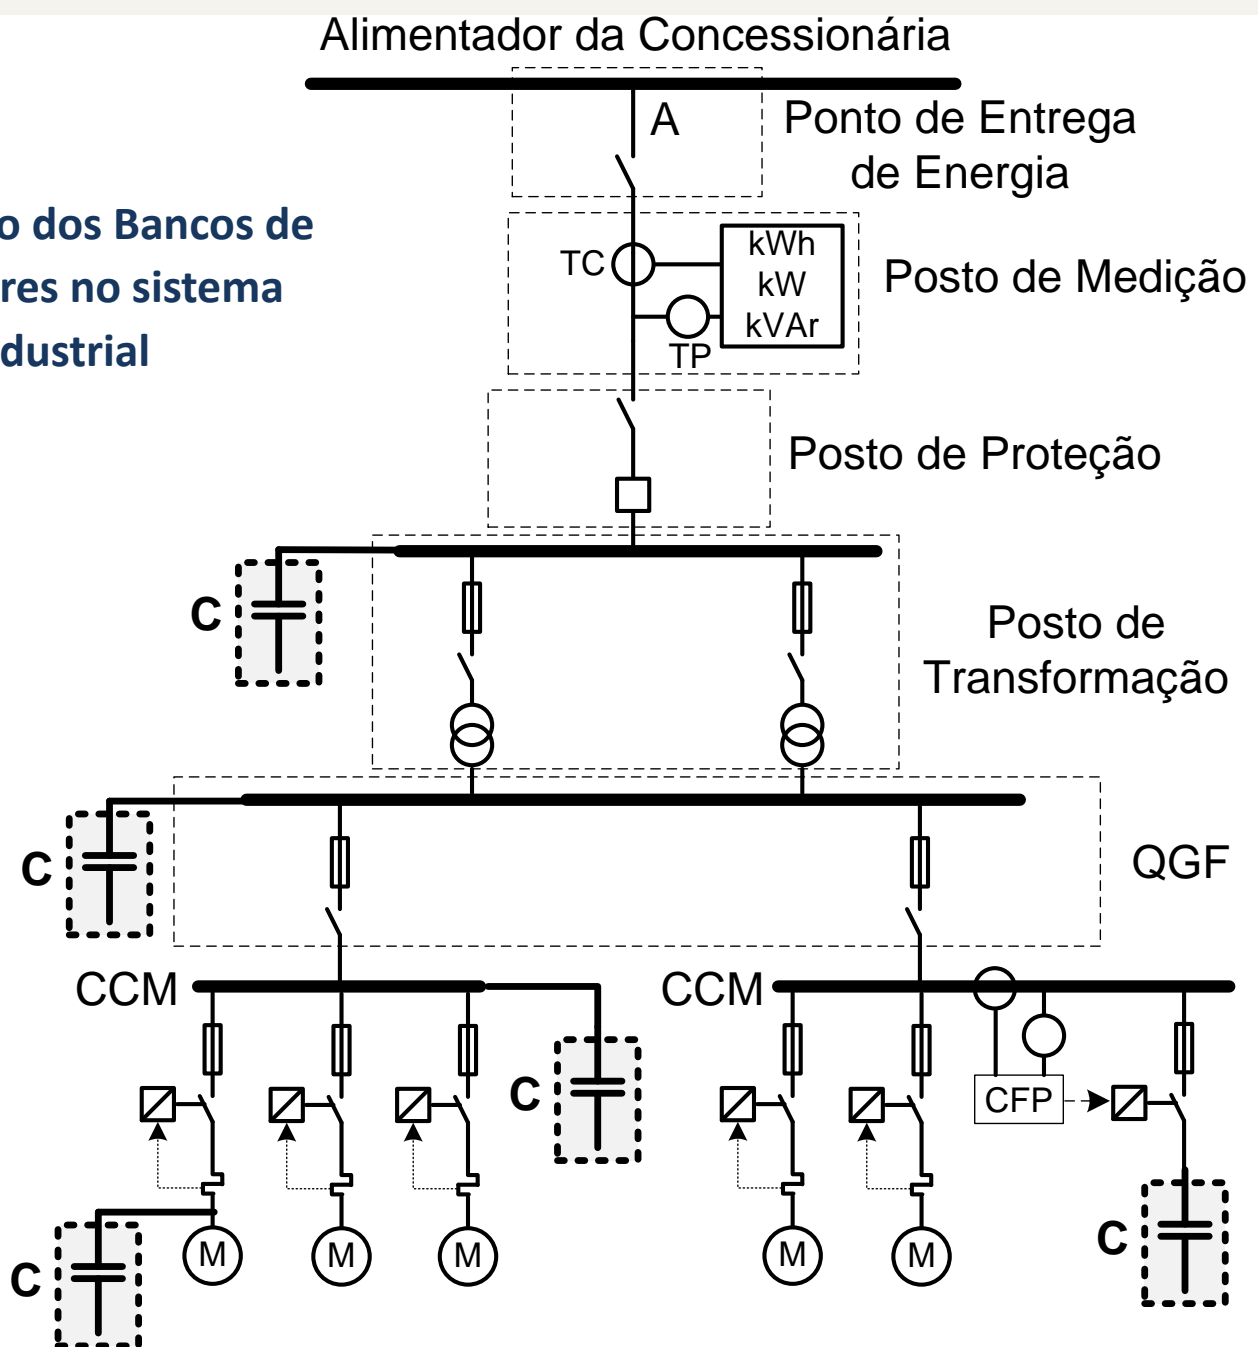 Alimentador da Concessionária
A
Ponto de Entrega
de Energia
o dos Bancos de
res no sistema
dustrial
TC
kWh
kW
kVAr
TP
Posto de Medição
Posto de Proteção
C
Posto de
Transformação
C
QGF
CCM
CCM
C
CFP
C
M
M
M
M
M
C